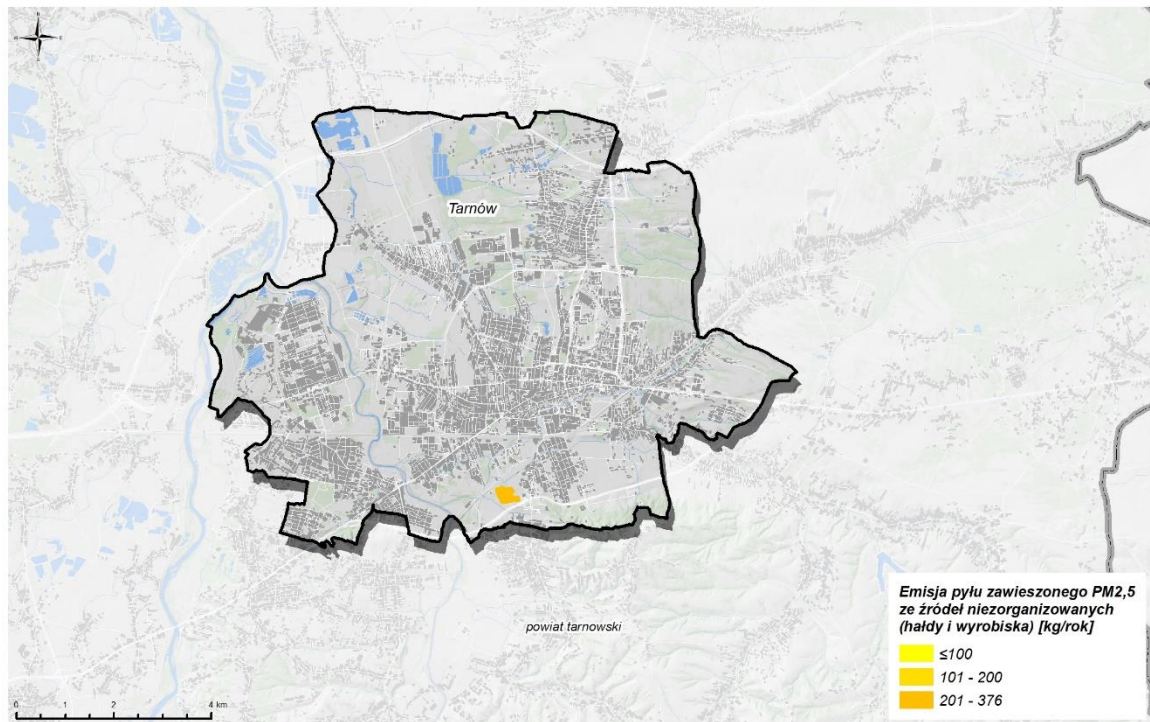 N
W
E
S
Tarnów
powiat tarnowski
Emisja pyłu zawieszonego PM2,5
ze źródeł niezorganizowanych
(hałdy i wyrobiska) [kg/rok]
≤100
101 - 200
201 - 376
0 1 2 4 km